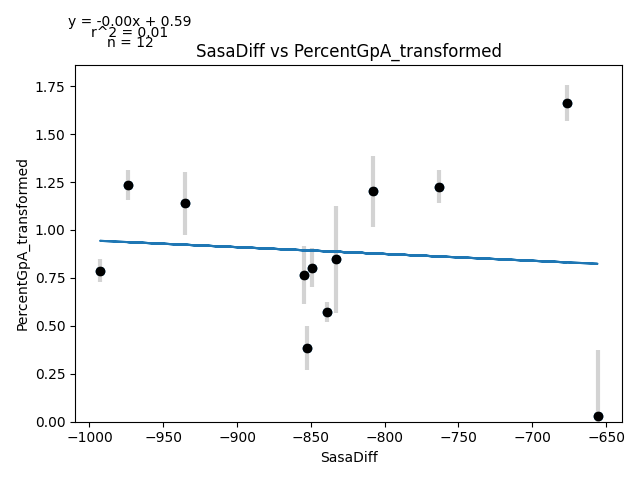 y = -0.00x + 0.59
r^2 = 0.01
n = 12
SasaDiff vs PercentGpA_transformed
PercentGpA_transformed
1.75
1.50
1.25
1.00
0.75
0.50
0.25
0.00
−1000 −950 −900 −850 −800 −750 −700 −650
SasaDiff